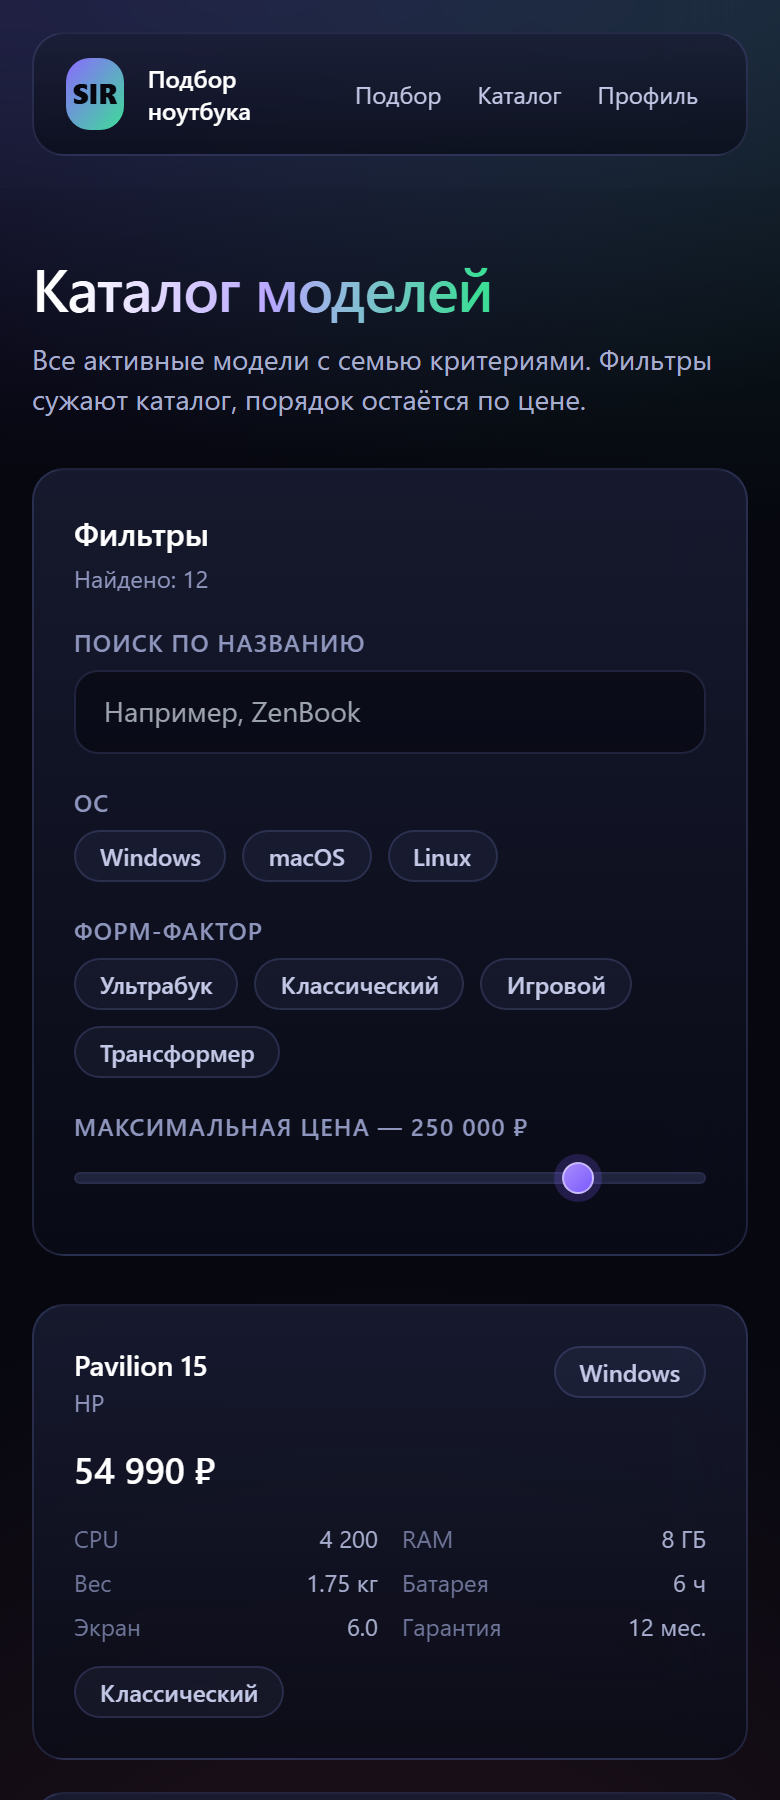 SIR
Подбор
ноутбука
Подбор Каталог Профиль
Каталог моделей
Все активные модели с семью критериями. Фильтры
сужают каталог, порядок остаётся по цене.
Фильтры
Найдено: 12
ПОИСК ПО НАЗВАНИЮ
Например, ZenBook
ОС
Windows macOS Linux
ФОРМ-ФАКТОР
Ультрабук Классический Игровой
Трансформер
МАКСИМАЛЬНАЯ ЦЕНА — 250 000 ₽
Pavilion 15 Windows
HP
54 990 ₽
CPU 4 200 RAM 8 ГБ
Вес 1.75 кг Батарея 6 ч
Экран 6.0 Гарантия 12 мес.
Классический